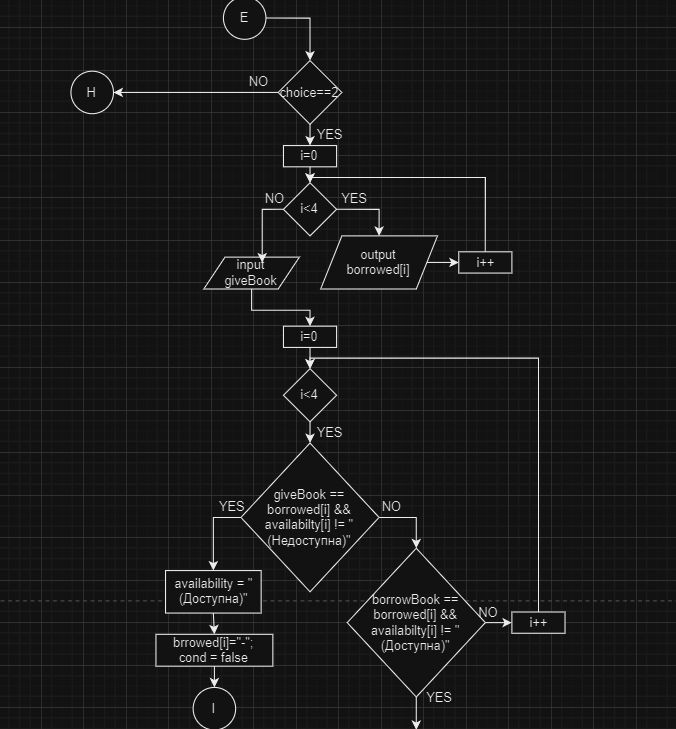 E
NO
H
choice==2
YES
i=0
NO
YES
i<4
input
giveBook
output
borrowed[i]
i++
i=0
i<4
YES
YES
giveBook ==
borrowed[i] &&
availabilty[i] != "
(Недоступна)"
NO
availability = "
(Доступна)"
borrowBook ==
borrowed[i] &&
availabilty[i] != "
(Доступна)"
NO
i++
brrowed[i]="-";
cond = false
I
YES